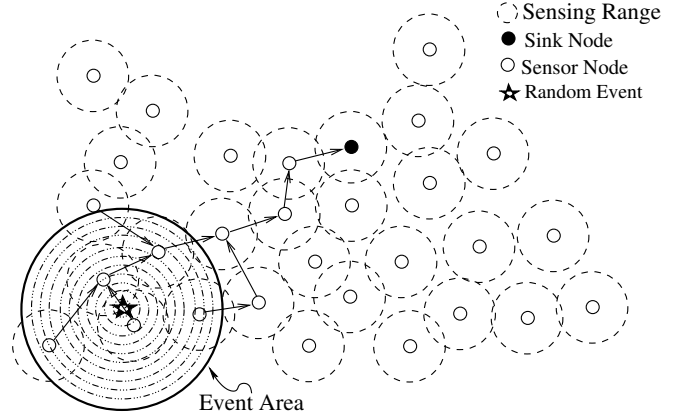 Sensing Range
Sink Node
Sensor Node
Random Event
Event Area